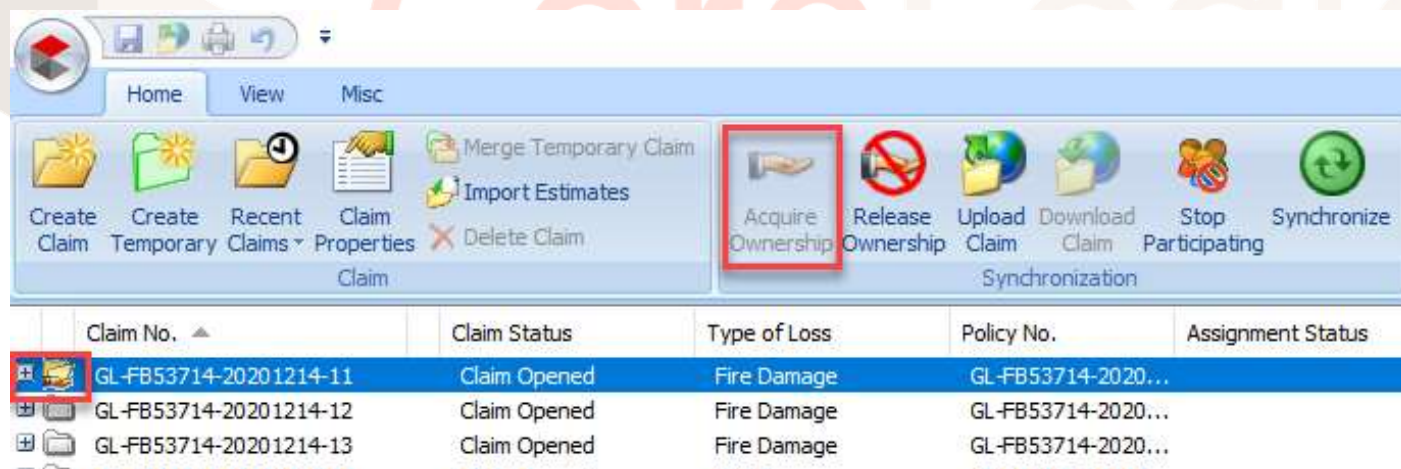 Home View Misc
Merge Temporary Claim
Import Estimates
Delete Claim
Create Claim
Create Temporary
Recent Claims
Claim Properties
Claim
Acquire Ownership
Release Ownership
Upload Claim
Download Claim
Stop Participating
Synchronize
Synchronization
Claim No. Claim Status Type of Loss Policy No. Assignment Status
GL-FB53714-20201214-11 Claim Opened Fire Damage GL-FB53714-2020...
GL-FB53714-20201214-12 Claim Opened Fire Damage GL-FB53714-2020...
GL-FB53714-20201214-13 Claim Opened Fire Damage GL-FB53714-2020...